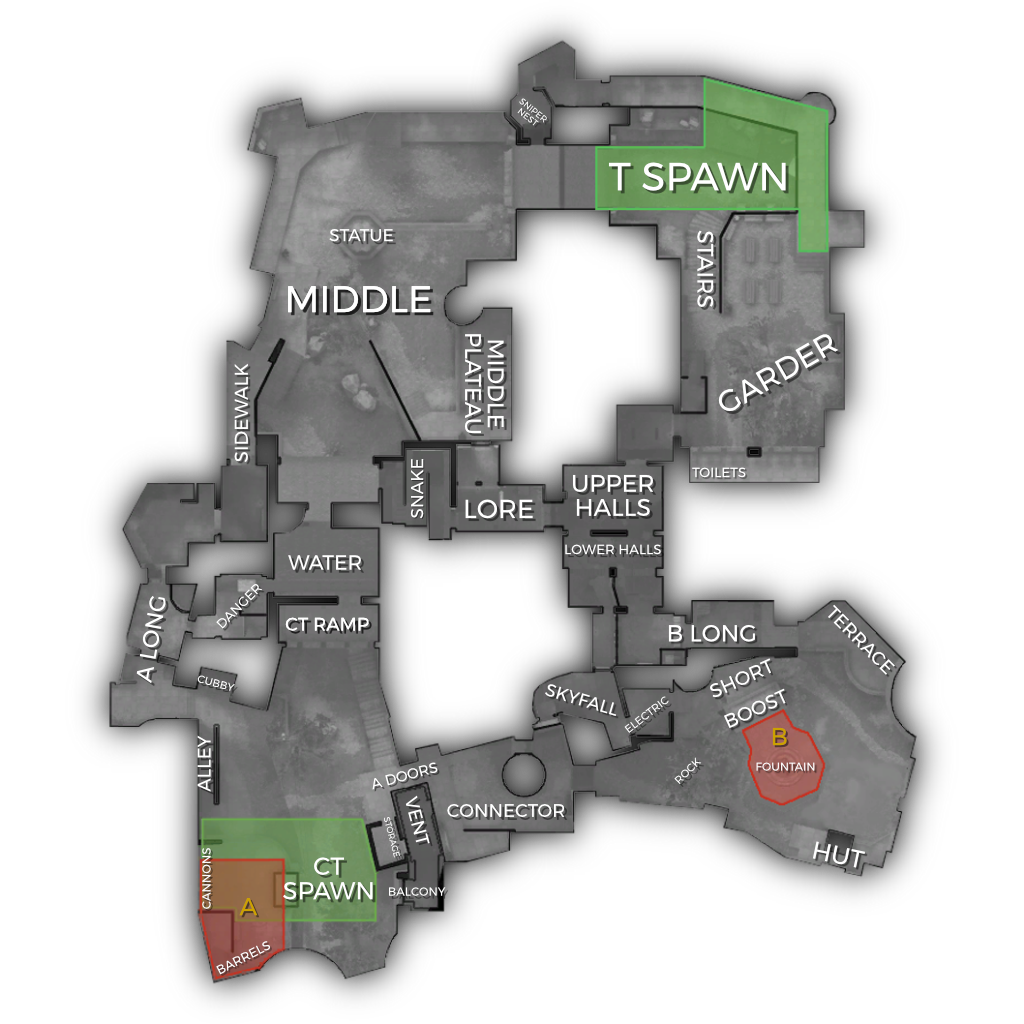 SNIPER
NEST
T SPAWN
STATUE
STAIRS
MIDDLE
MIDDLE
PLATEAU
GARDER
SIDEWALK
SNAKE
TOILETS
LORE
UPPER
HALLS
LOWER HALLS
WATER
DANGER
CT RAMP
A LONG
CUBBY
B LONG
TERRACE
SHORT
SKYFALL
ELECTRIC
BOOST
B
FOUNTAIN
ROCK
ALLEY
A DOORS
VENT
CONNECTOR
STORAGE
HUT
CANNONS
CT
SPAWN
BALCONY
A
BARRELS